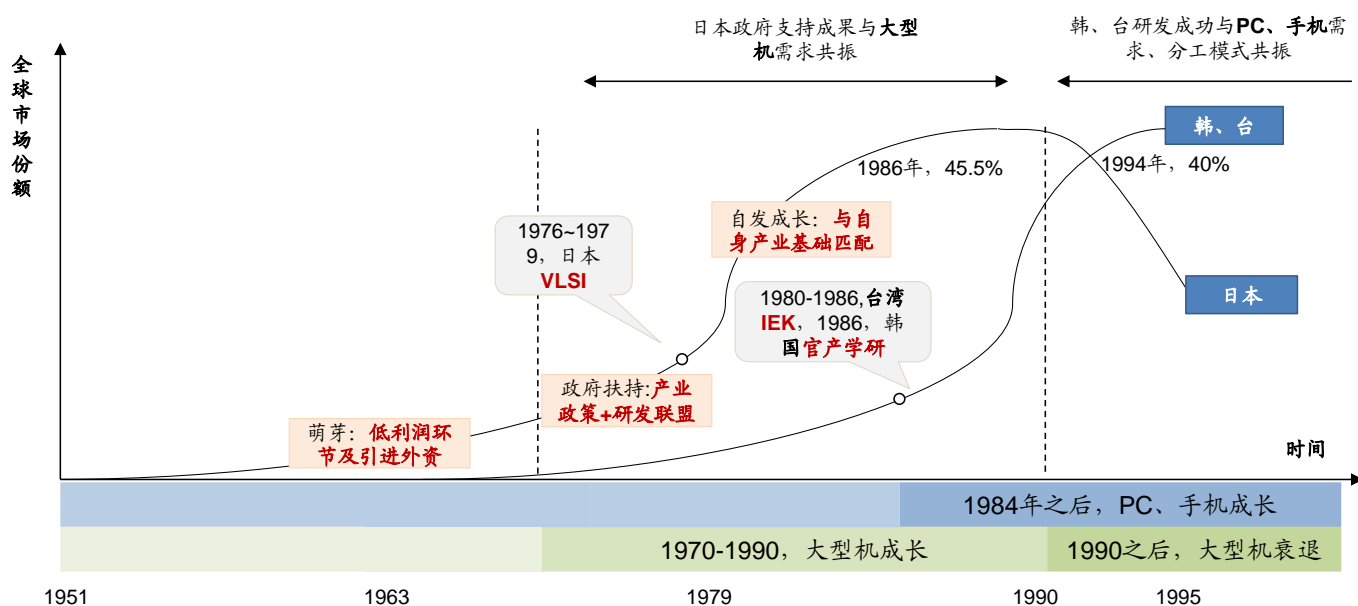 日本政府支持成果与大型
机需求共振
韩、台研发成功与PC、手机需
求、分工模式共振
全
球
市
场
份
额
韩、台
1986年，45.5%
1994年，40%
自发成长：与自
身产业基础匹配
1976~197
9，日本
VLSI
1980-1986,台湾
IEK，1986，韩
国官产学研
日本
政府扶持:产业
政策+研发联盟
萌芽：低利润环
节及引进外资
时间
1984年之后，PC、手机成长
1970-1990，大型机成长
1990之后，大型机衰退
1951
1963
1979
1990
1995